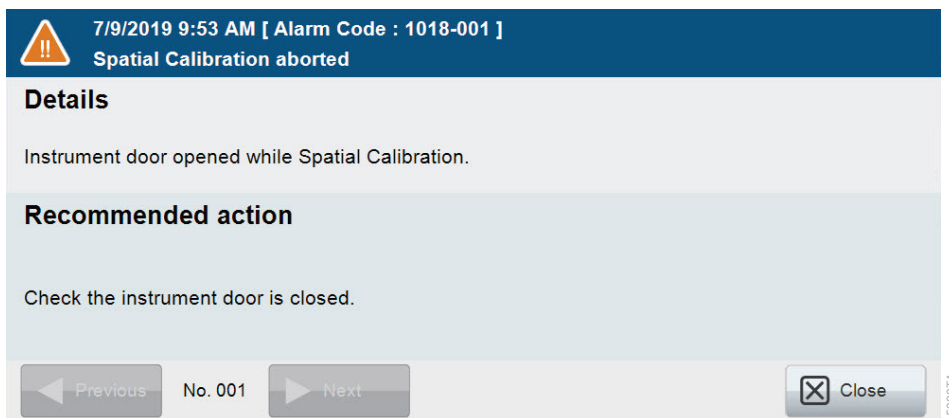 7/9/2019 9:53 AM [ Alarm Code : 1018-001 ]
Spatial Calibration aborted
Details
Instrument door opened while Spatial Calibration.
Recommended action
Check the instrument door is closed.
Previous No. 001 Next Close